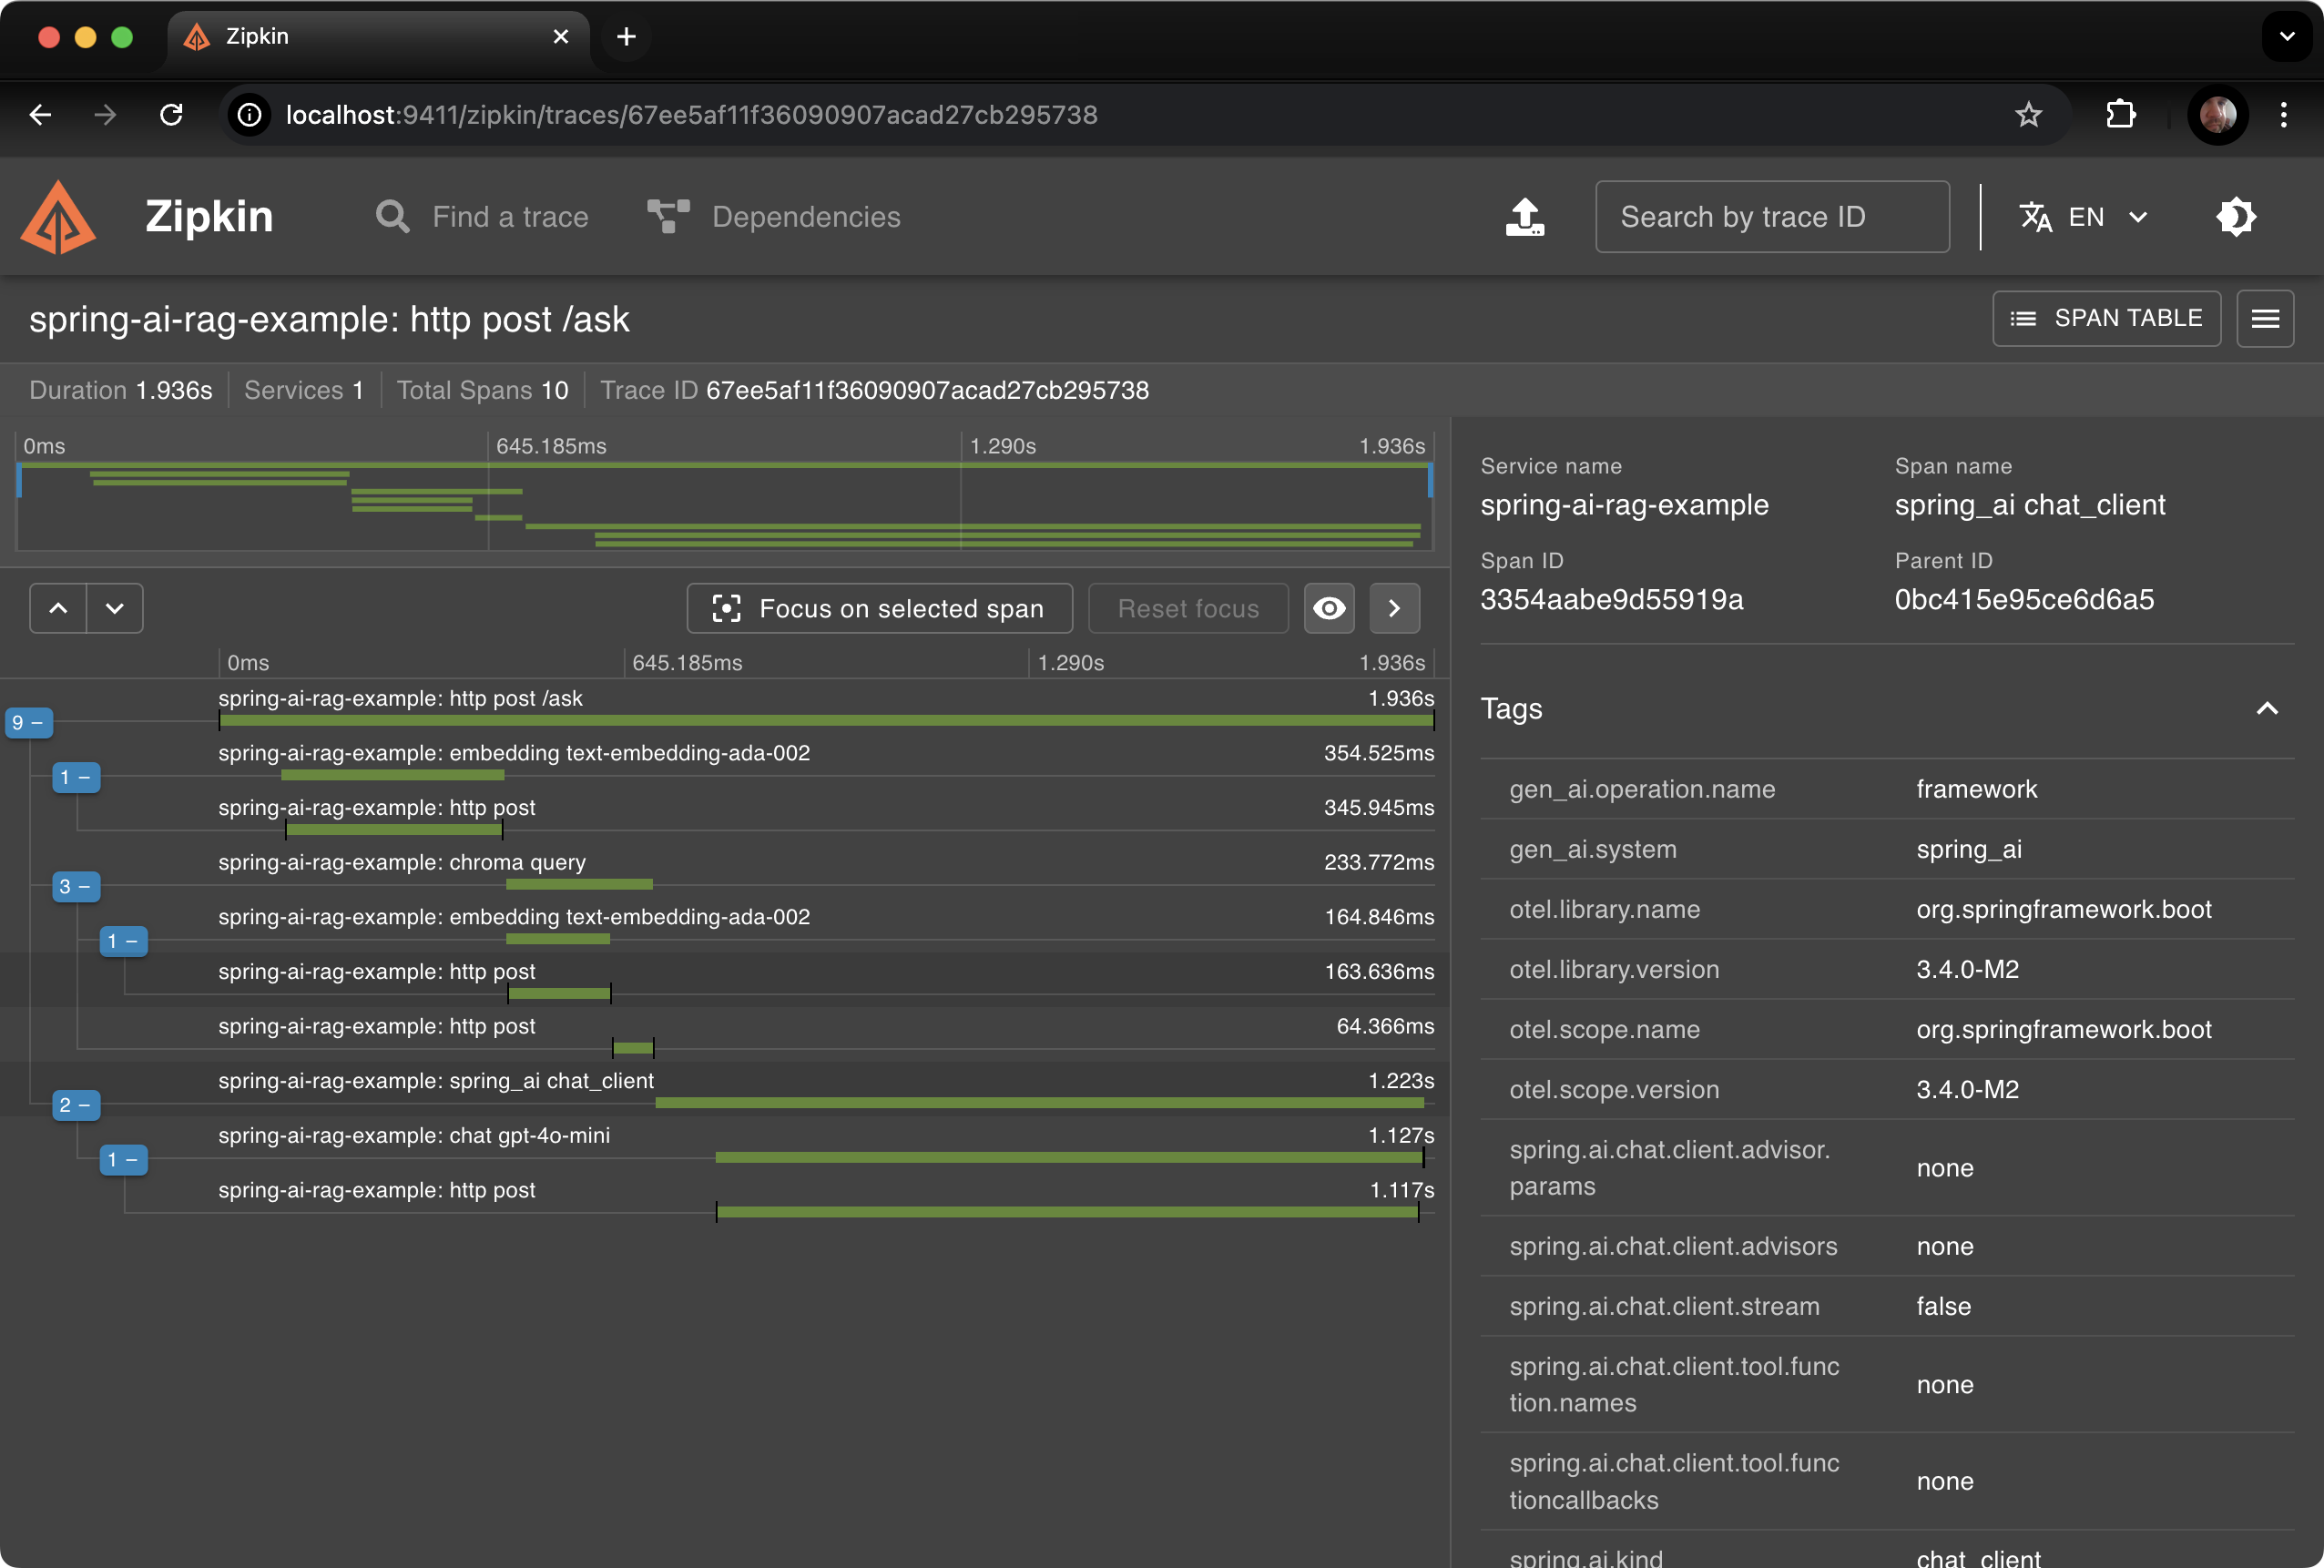 Zipkin
localhost:9411/zipkin/traces/67ee5af11f36090907acad27cb295738
Zipkin
Find a trace
Dependencies
Search by trace ID
EN
spring-ai-rag-example: http post /ask
SPAN TABLE
Duration 1.936s
Services 1
Total Spans 10
Trace ID 67ee5af11f36090907acad27cb295738
0ms
645.185ms
1.290s
1.936s
Focus on selected span
Reset focus
0ms
645.185ms
1.290s
1.936s
spring-ai-rag-example: http post /ask
1.936s
9 −
spring-ai-rag-example: embedding text-embedding-ada-002
354.525ms
1 −
spring-ai-rag-example: http post
345.945ms
spring-ai-rag-example: chroma query
233.772ms
3 −
spring-ai-rag-example: embedding text-embedding-ada-002
164.846ms
1 −
spring-ai-rag-example: http post
163.636ms
spring-ai-rag-example: http post
64.366ms
spring-ai-rag-example: spring_ai chat_client
1.223s
2 −
spring-ai-rag-example: chat gpt-4o-mini
1.127s
1 −
spring-ai-rag-example: http post
1.117s
Service name
spring-ai-rag-example
Span name
spring_ai chat_client
Span ID
3354aabe9d55919a
Parent ID
0bc415e95ce6d6a5
Tags
gen_ai.operation.name
framework
gen_ai.system
spring_ai
otel.library.name
org.springframework.boot
otel.library.version
3.4.0-M2
otel.scope.name
org.springframework.boot
otel.scope.version
3.4.0-M2
spring.ai.chat.client.advisor.
params
none
spring.ai.chat.client.advisors
none
spring.ai.chat.client.stream
false
spring.ai.chat.client.tool.func
tion.names
none
spring.ai.chat.client.tool.func
tioncallbacks
none
spring.ai.kind
chat_client